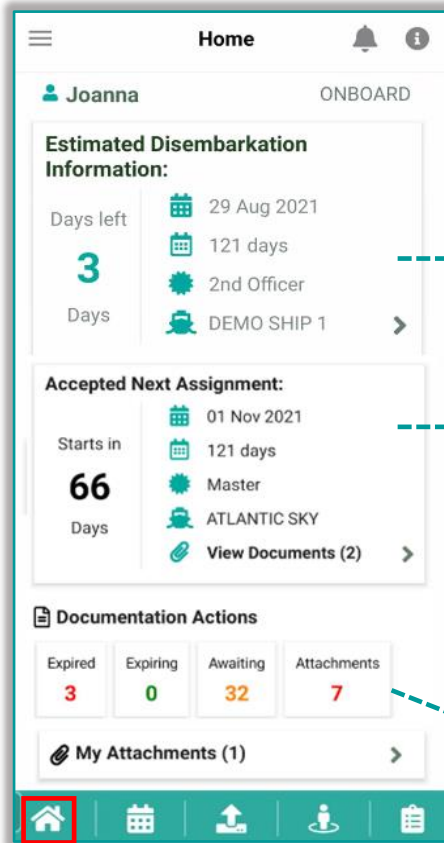 Home
Joanna
ONBOARD
Estimated Disembarkation
Information:
Days left
3
Days
29 Aug 2021
121 days
2nd Officer
DEMO SHIP 1
Accepted Next Assignment:
Starts in
66
Days
01 Nov 2021
121 days
Master
ATLANTIC SKY
View Documents (2)
Documentation Actions
Expired
3
Expiring
0
Awaiting
32
Attachments
7
My Attachments (1)